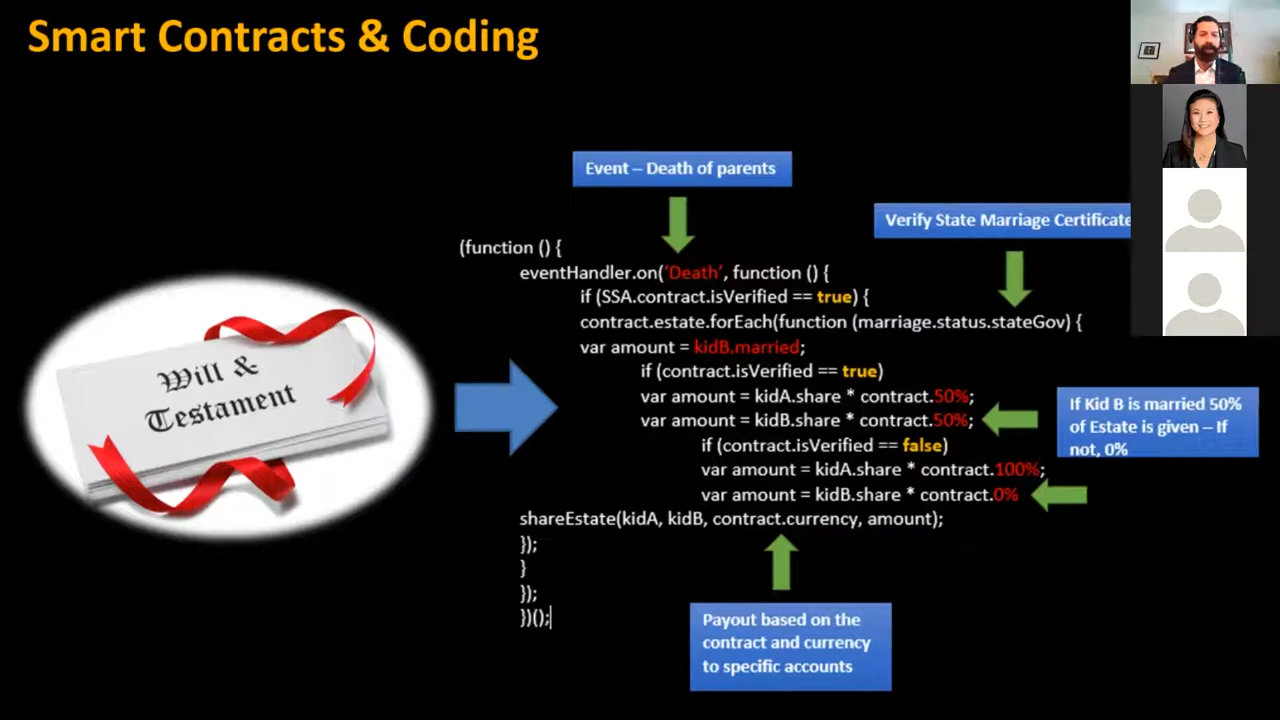 Smart Contracts & Coding
Event – Death of parents
Verify State Marriage Certificate
(function () {
eventHandler.on('Death', function () {
if (SSA.contract.isVerified == true) {
contract.estate.forEach(function (marriage.status.stateGov) {
var amount = kidB.married;
if (contract.isVerified == true)
var amount = kidA.share * contract.50%;
var amount = kidB.share * contract.50%;
if (contract.isVerified == false)
var amount = kidA.share * contract.100%;
var amount = kidB.share * contract.0%
shareEstate(kidA, kidB, contract.currency, amount);
});
}
});
})();
Will &
Testament
If Kid B is married 50%
of Estate is given – If
not, 0%
Payout based on the
contract and currency
to specific accounts